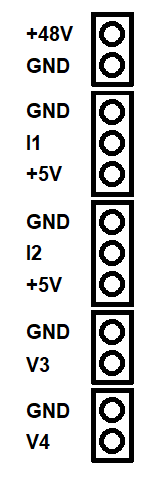 +48V
GND
GND
I1
+5V
GND
I2
+5V
GND
V3
GND
V4